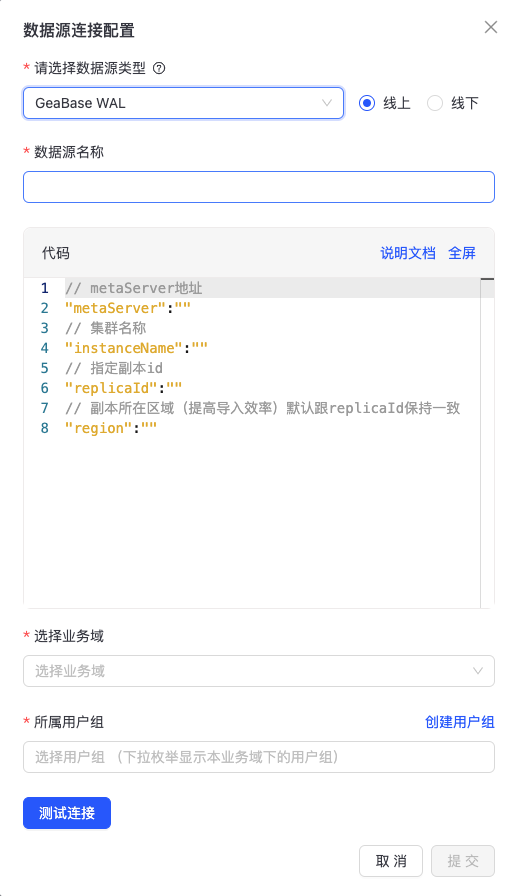 数据源连接配置
* 请选择数据源类型
GeaBase WAL 线上 线下
* 数据源名称
代码 说明文档 全屏
1 // metaServer地址
2 "metaServer":""
3 // 集群名称
4 "instanceName":""
5 // 指定副本id
6 "replicaId":""
7 // 副本所在区域（提高导入效率）默认跟replicaId保持一致
8 "region":""
* 选择业务域
选择业务域
* 所属用户组 创建用户组
选择用户组 （下拉枚举显示本业务域下的用户组）
测试连接
取 消 提 交